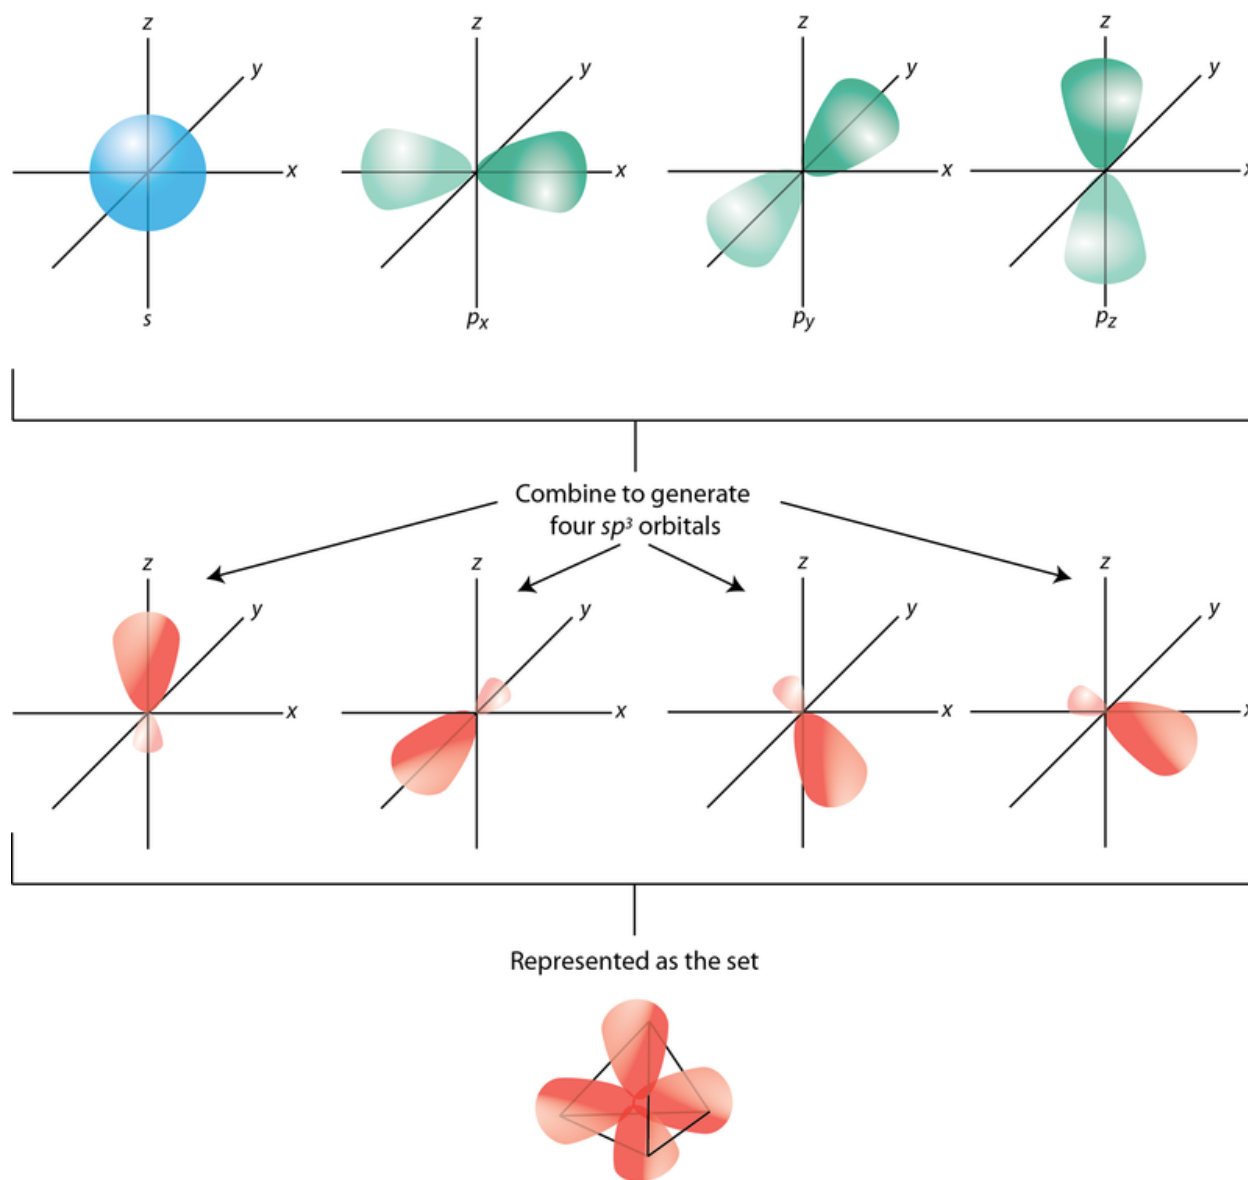 z
y
x
s
z
y
x
px
z
y
x
py
z
y
x
pz
Combine to generate
four sp³ orbitals
z
y
x
z
y
x
z
y
x
z
y
x
Represented as the set